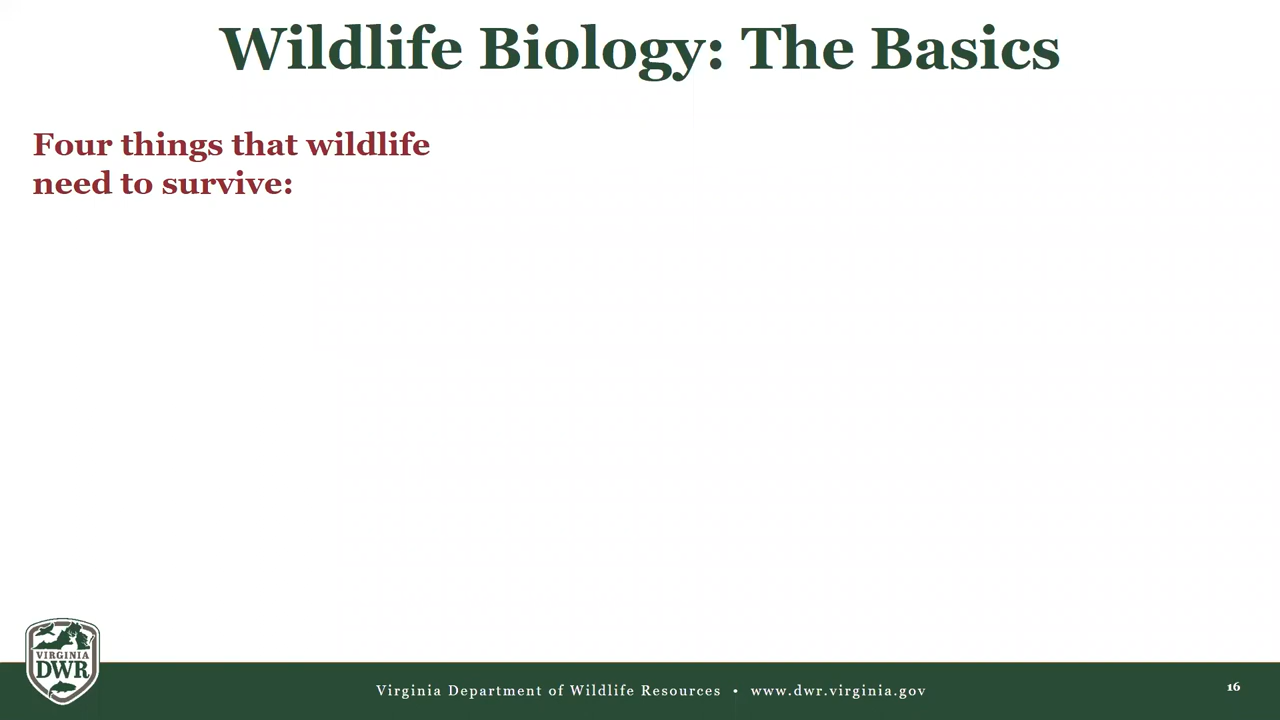 Wildlife Biology: The Basics
Four things that wildlife
need to survive:
VIRGINIA
DWR
Virginia Department of Wildlife Resources • www.dwr.virginia.gov
16